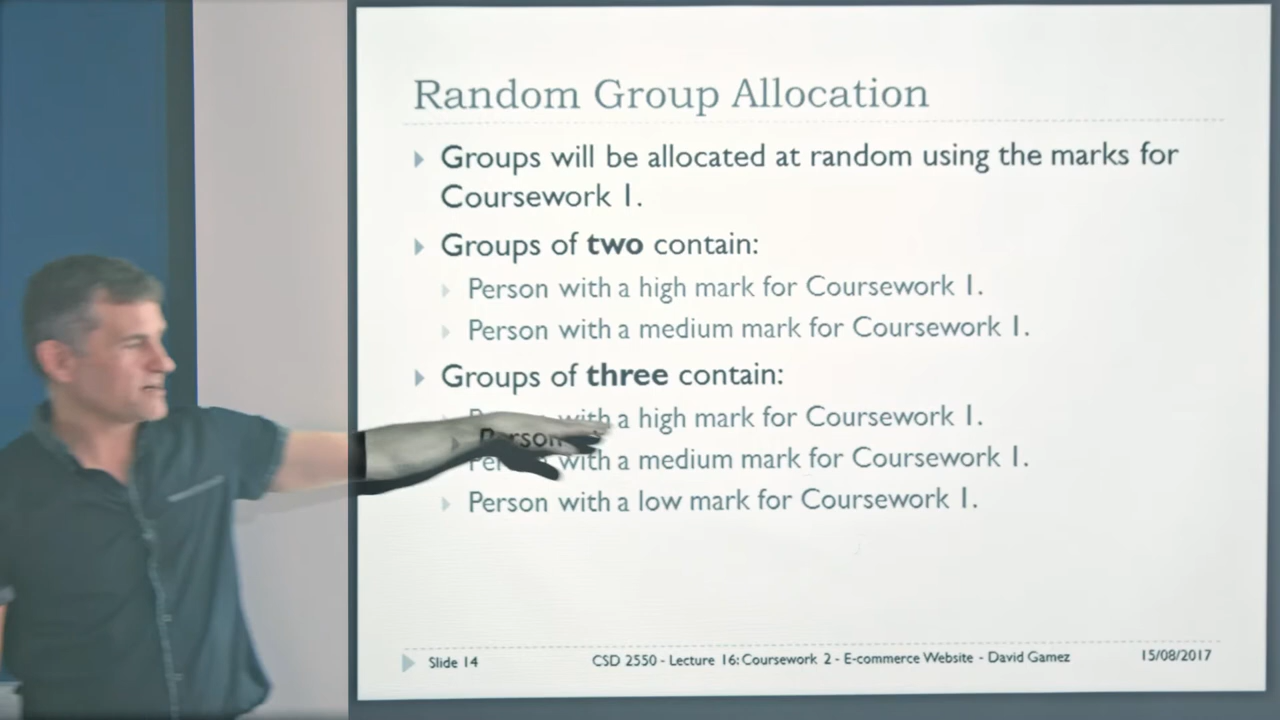 Random Group Allocation
Groups will be allocated at random using the marks for
Coursework 1.
Groups of two contain:
Person with a high mark for Coursework 1.
Person with a medium mark for Coursework 1.
Groups of three contain:
with a high mark for Coursework 1.
Person
with a medium mark for Coursework 1.
Person with a low mark for Coursework 1.
Slide 14
CSD 2550 - Lecture 16: Coursework 2 - E-commerce Website - David Gamez
15/08/2017